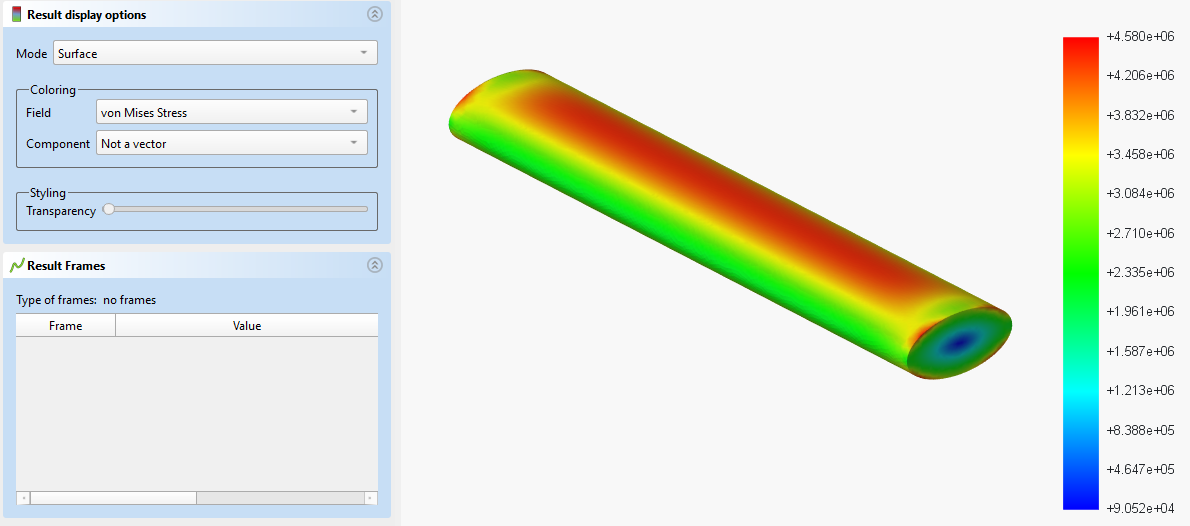 Result display options
Mode Surface
Coloring
Field von Mises Stress
Component Not a vector
Styling
Transparency
Result Frames
Type of frames: no frames
Frame Value
+4.580e+06
+4.206e+06
+3.832e+06
+3.458e+06
+3.084e+06
+2.710e+06
+2.335e+06
+1.961e+06
+1.587e+06
+1.213e+06
+8.388e+05
+4.647e+05
+9.052e+04